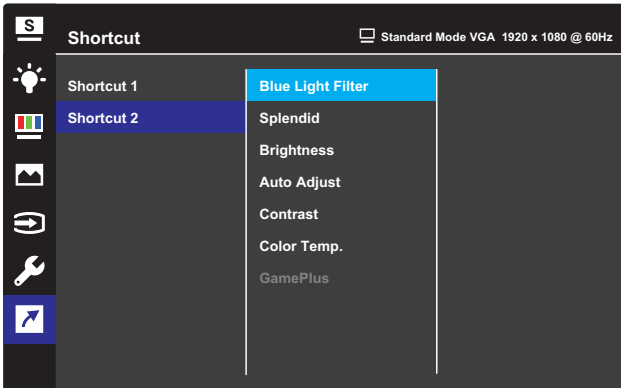 S
Shortcut
Standard Mode VGA 1920 x 1080 @ 60Hz
Shortcut 1
Shortcut 2
Blue Light Filter
Splendid
Brightness
Auto Adjust
Contrast
Color Temp.
GamePlus